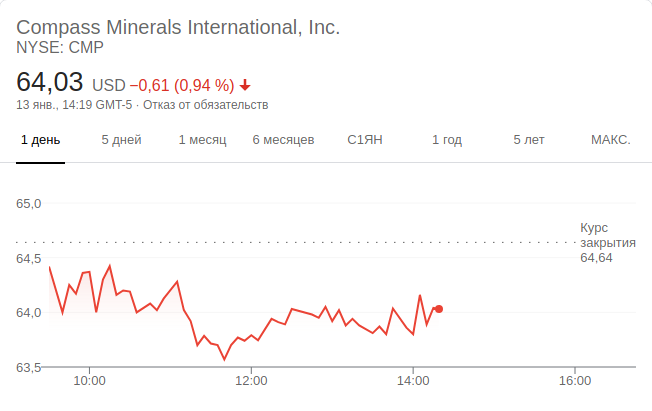 Compass Minerals International, Inc.
NYSE: CMP
64,03 USD −0,61 (0,94 %)
13 янв., 14:19 GMT-5 · Отказ от обязательств
1 день 5 дней 1 месяц 6 месяцев С1ЯН 1 год 5 лет МАКС.
65,0
Курс
закрытия
64,64
64,5
64,0
63,5
10:00 12:00 14:00 16:00